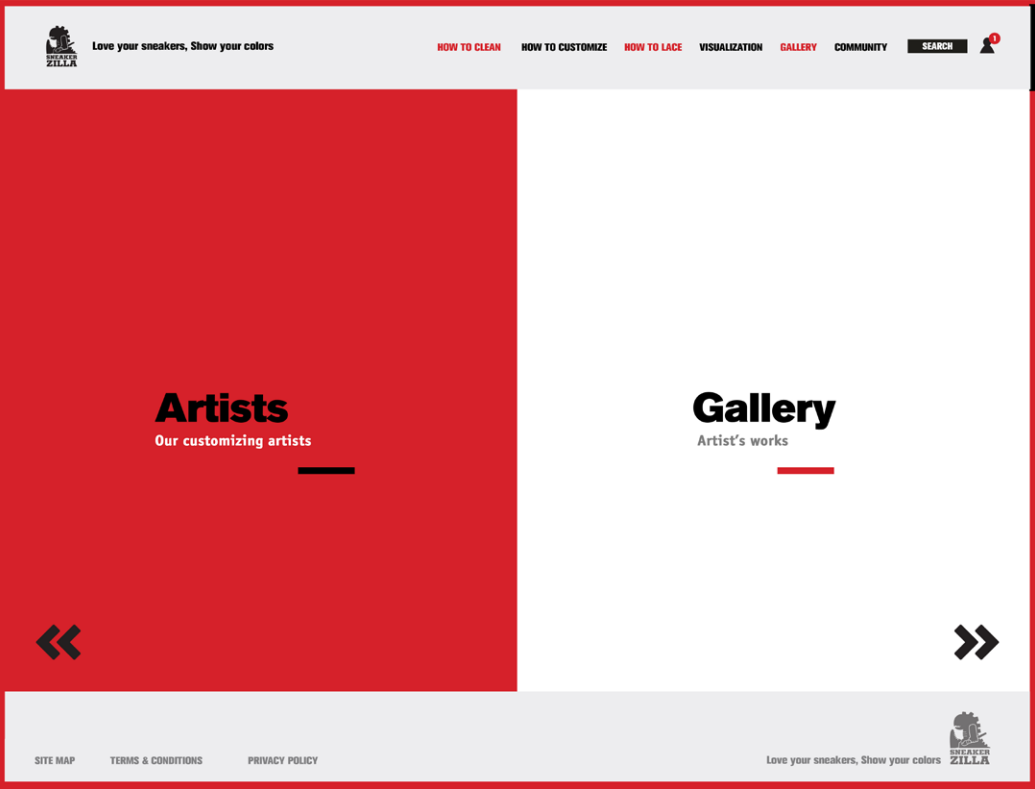 SNEAKER
ZILLA
Love your sneakers, Show your colors
HOW TO CLEAN
HOW TO CUSTOMIZE
HOW TO LACE
VISUALIZATION
GALLERY
COMMUNITY
SEARCH
1
Artists
Our customizing artists
Gallery
Artist's works
SITE MAP
TERMS & CONDITIONS
PRIVACY POLICY
Love your sneakers, Show your colors
SNEAKER
ZILLA